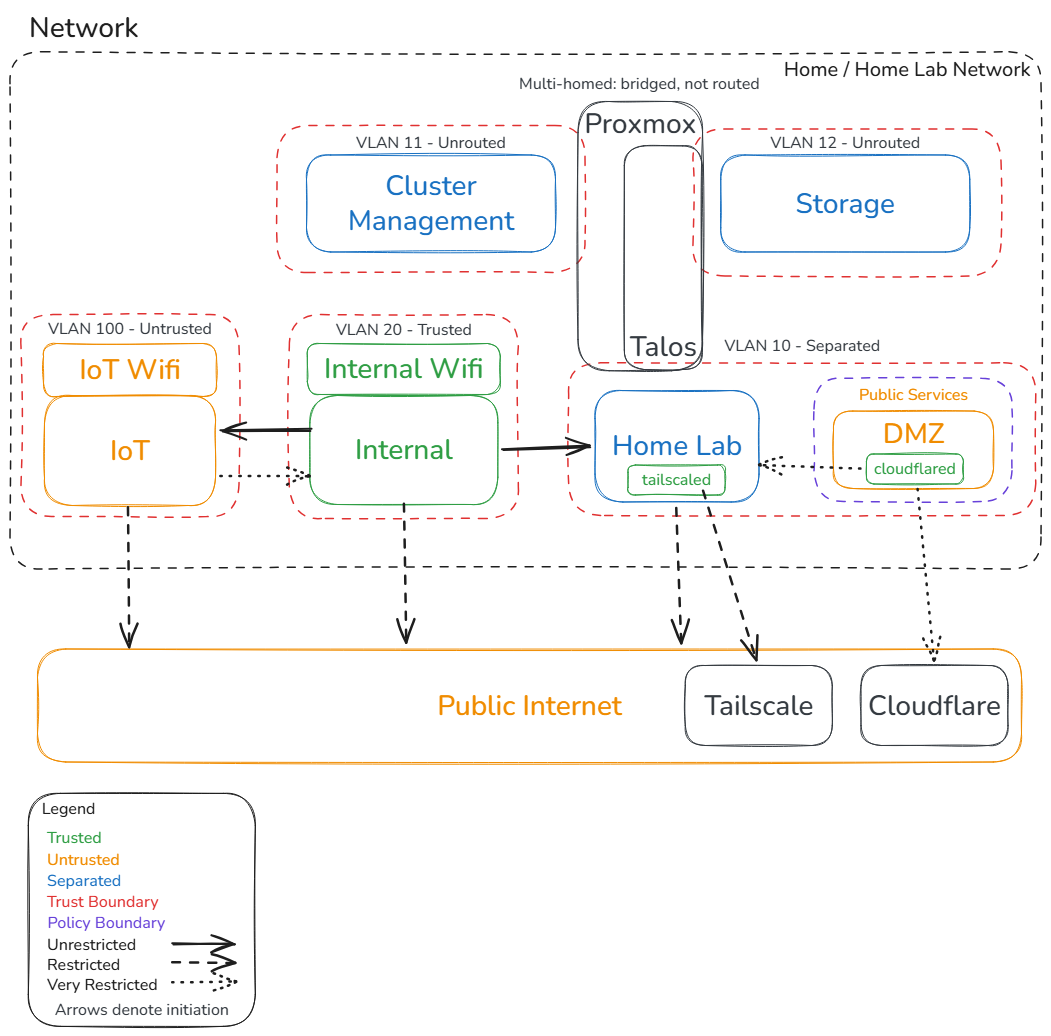 Network
Home / Home Lab Network
Multi-homed: bridged, not routed
Proxmox
VLAN 11 - Unrouted
VLAN 12 - Unrouted
Cluster
Management
Storage
Talos
VLAN 100 - Untrusted
VLAN 20 - Trusted
VLAN 10 - Separated
IoT Wifi
Internal Wifi
Public Services
IoT
Internal
Home Lab
DMZ
tailscaled
cloudflared
Public Internet
Tailscale
Cloudflare
Legend
Trusted
Untrusted
Separated
Trust Boundary
Policy Boundary
Unrestricted
Restricted
Very Restricted
Arrows denote initiation